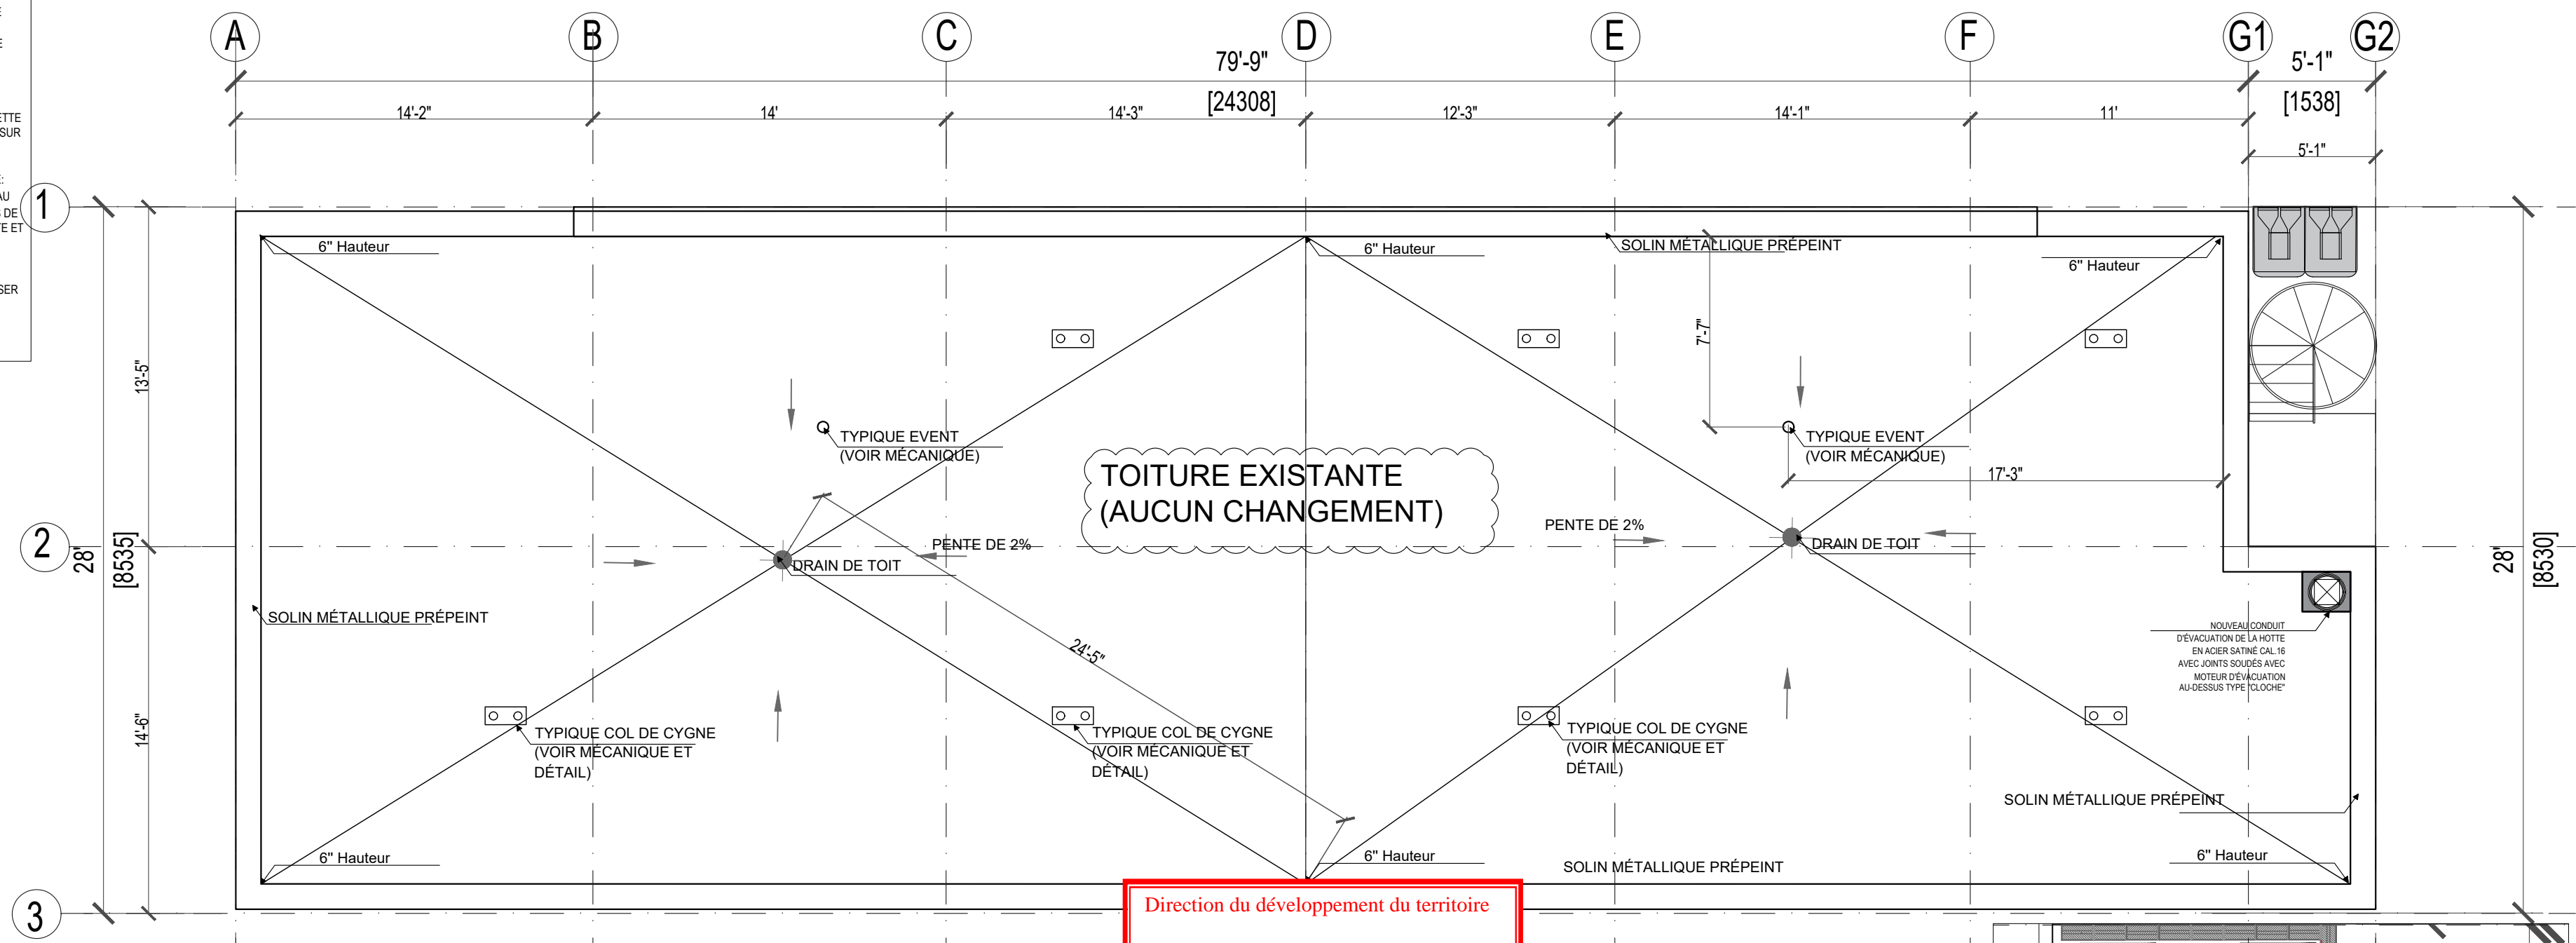 E
E
ETTE
SUR
E:
AU
DE
TE ET
SER
A
B
C
D
E
F
G1
G2
79'-9"
5'-1"
[24308]
[1538]
14'-2"
14'
14'-3"
12'-3"
14'-1"
11'
5'-1"
1
2
3
13'-5"
14'-6"
28'
[8535]
28'
[8530]
6" Hauteur
6" Hauteur
SOLIN MÉTALLIQUE PRÉPEINT
6" Hauteur
7'-7"
TYPIQUE EVENT
(VOIR MÉCANIQUE)
TOITURE EXISTANTE
(AUCUN CHANGEMENT)
TYPIQUE EVENT
(VOIR MÉCANIQUE)
17'-3"
PENTE DE 2%
DRAIN DE TOIT
PENTE DE 2%
DRAIN DE TOIT
SOLIN MÉTALLIQUE PRÉPEINT
24'-5"
NOUVEAU CONDUIT
D'ÉVACUATION DE LA HOTTE
EN ACIER SATINÉ CAL.16
AVEC JOINTS SOUDÉS AVEC
MOTEUR D'ÉVACUATION
AU-DESSUS TYPE "CLOCHE"
TYPIQUE COL DE CYGNE
(VOIR MÉCANIQUE ET
DÉTAIL)
TYPIQUE COL DE CYGNE
(VOIR MÉCANIQUE ET
DÉTAIL)
TYPIQUE COL DE CYGNE
(VOIR MÉCANIQUE ET
DÉTAIL)
SOLIN MÉTALLIQUE PRÉPEINT
6" Hauteur
6" Hauteur
SOLIN MÉTALLIQUE PRÉPEINT
6" Hauteur
Direction du développement du territoire